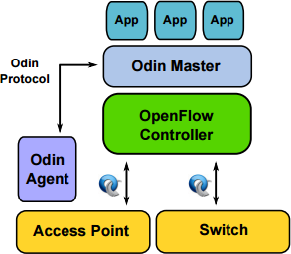 App App App
Odin
Protocol
Odin Master
OpenFlow
Controller
Odin
Agent
Access Point
Switch